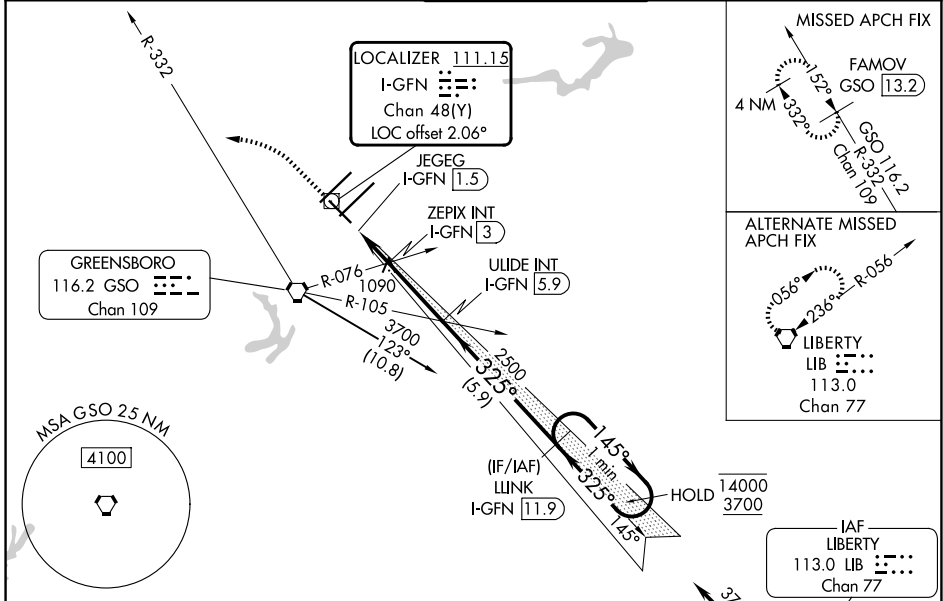 R-332
LOCALIZER 111.15
I-GFN
Chan 48(Y)
LOC offset 2.06°
JEGEG
I-GFN 1.5
ZEPIX INT
I-GFN 3
ULIDE INT
I-GFN 5.9
GREENSBORO
116.2 GSO
Chan 109
R-076
1090
R-105
3700
123°
(10.8)
2500
325°
(5.9)
MSA GSO 25 NM
4100
(IF/IAF)
LLINK
I-GFN 11.9
145°
1 min
325°
145°
HOLD
14000
3700
MISSED APCH FIX
FAMOV
GSO 13.2
4 NM
152°
332°
GSO 116.2
R-332
Chan 109
ALTERNATE MISSED
APCH FIX
R-056
056°
236°
LIBERTY
LIB
113.0
Chan 77
IAF
LIBERTY
113.0 LIB
Chan 77